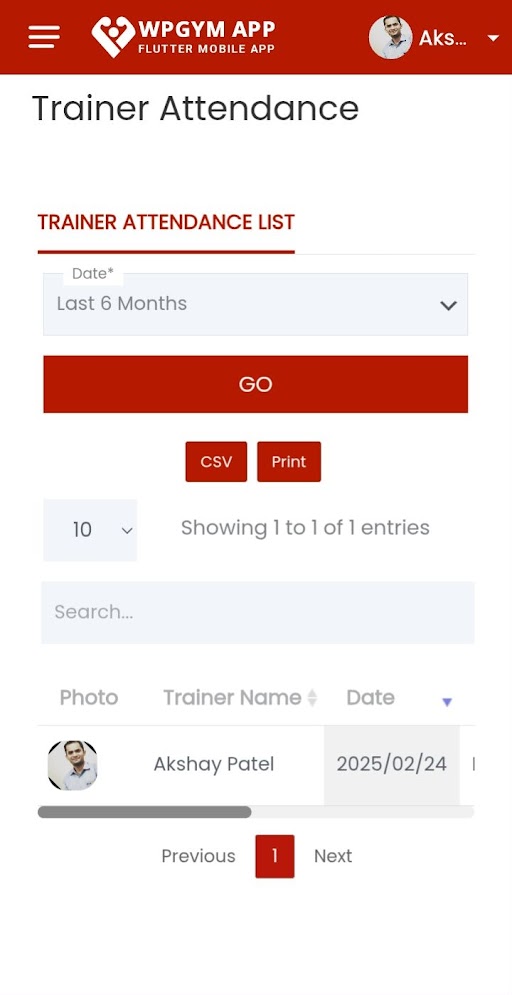 WPGYM APP
FLUTTER MOBILE APP
Aks...
Trainer Attendance
TRAINER ATTENDANCE LIST
Date*
Last 6 Months
GO
CSV Print
10 Showing 1 to 1 of 1 entries
Search...
Photo Trainer Name Date
Akshay Patel 2025/02/24
Previous 1 Next